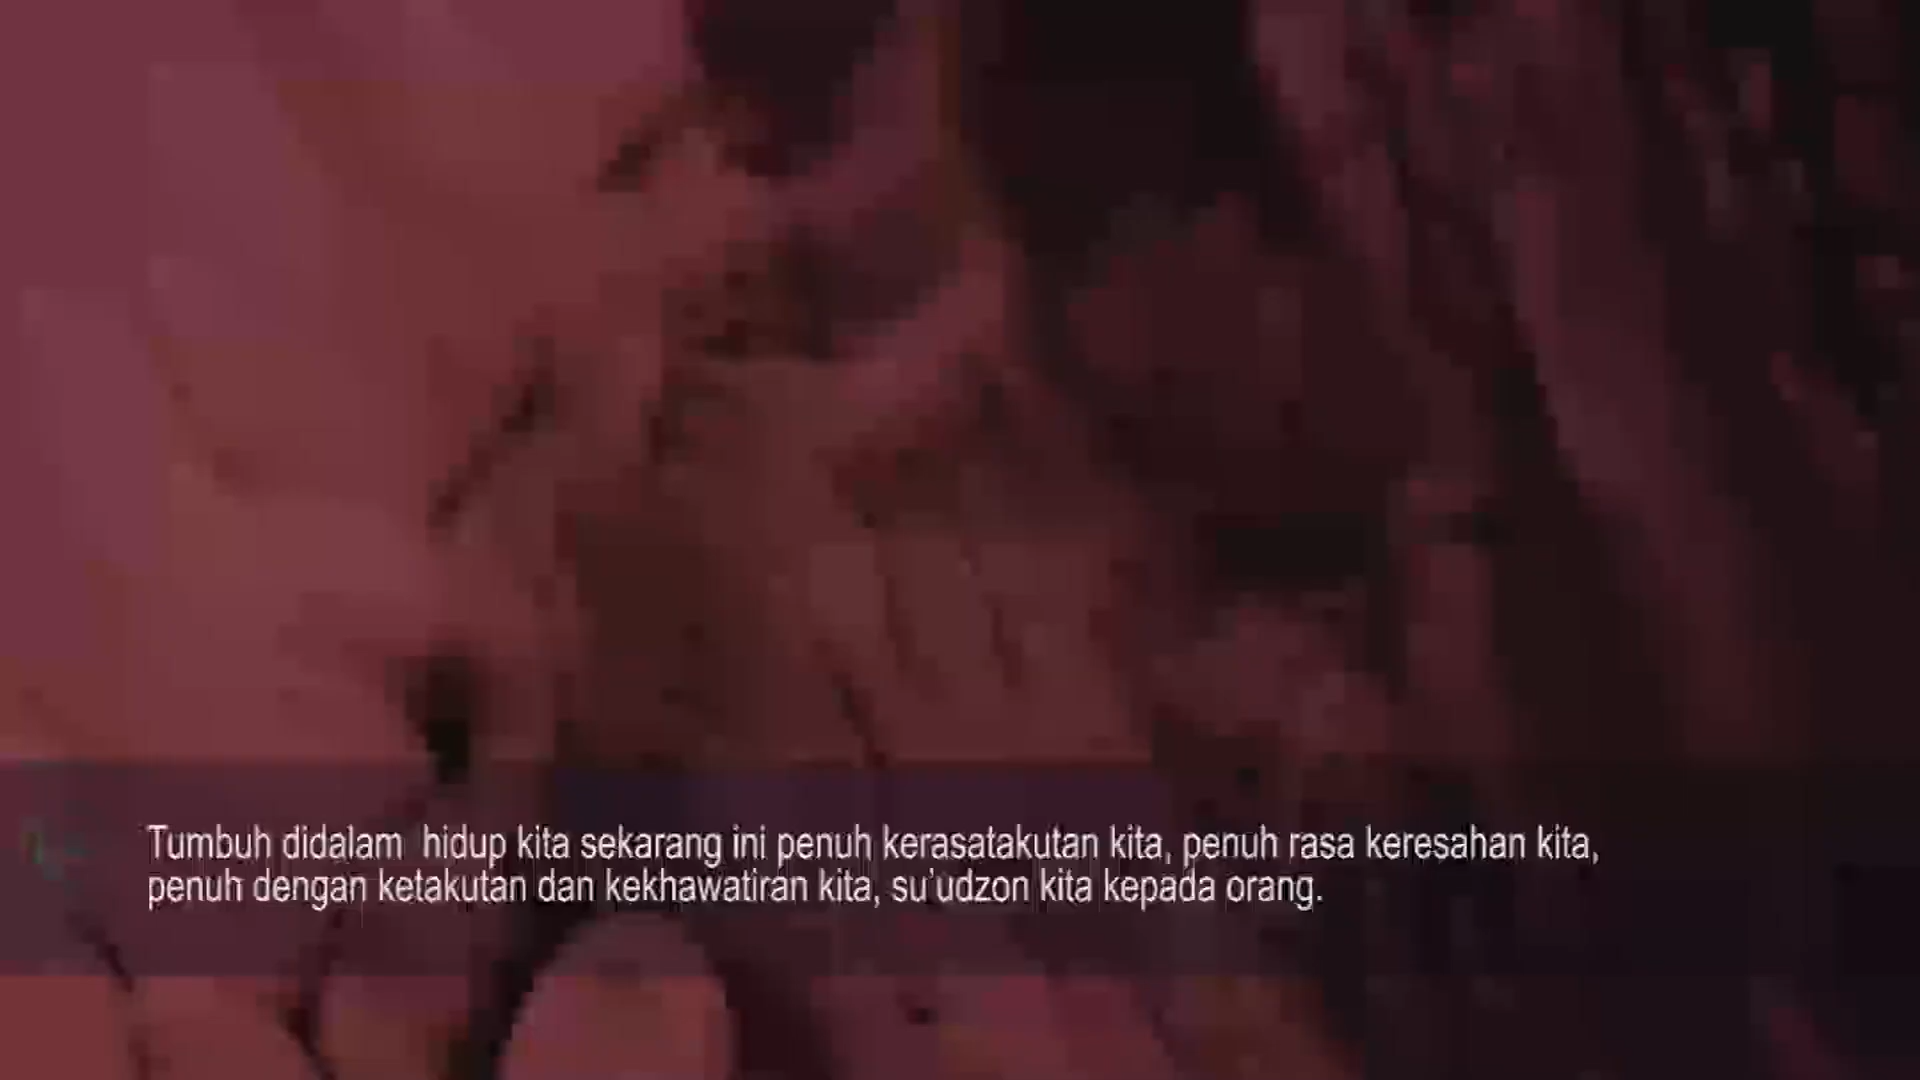 Tumbuh didalam  hidup kita sekarang ini penuh kerasatakutan kita, penuh rasa keresahan kita,
penuh dengan ketakutan dan kekhawatiran kita, su'udzon kita kepada orang.